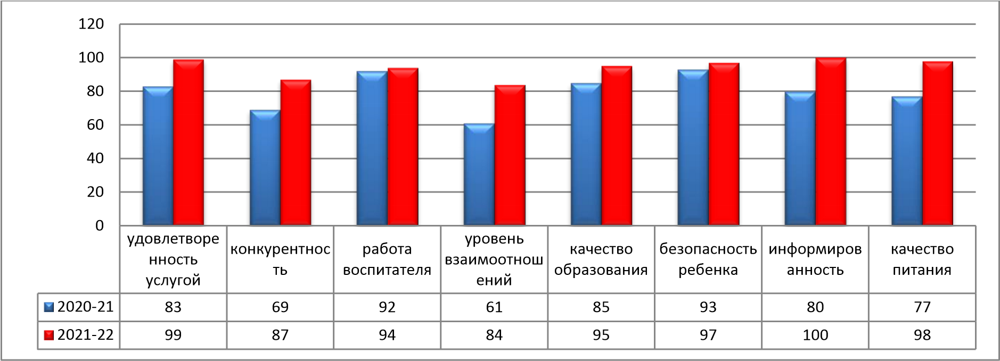 120
100
80
60
40
20
0
удовлетворе
нность
услугой
конкурентнос
ть
работа
воспитателя
уровень
взаимоотнош
ений
качество
образования
безопасность
ребенка
информиров
анность
качество
питания
2020-21 83 69 92 61 85 93 80 77
2021-22 99 87 94 84 95 97 100 98